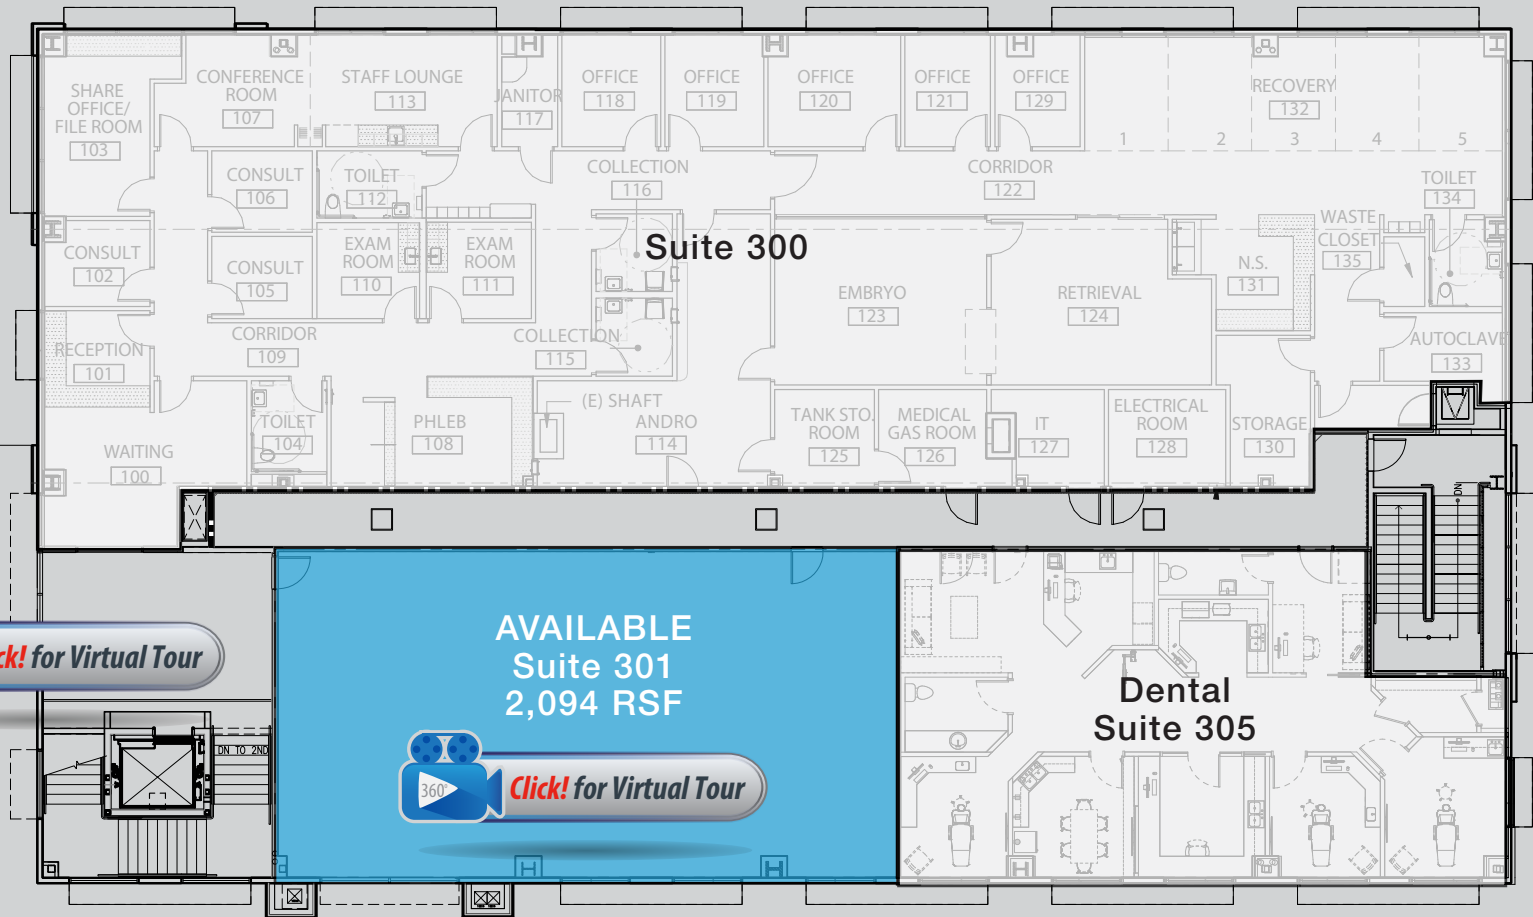 SHARE
OFFICE/
FILE ROOM
103
CONFERENCE
ROOM
107
STAFF LOUNGE
113
JANITOR
117
OFFICE
118
OFFICE
119
OFFICE
120
OFFICE
121
OFFICE
129
RECOVERY
132
1
2
3
4
5
CONSULT
106
TOILET
112
COLLECTION
116
CORRIDOR
122
TOILET
134
CONSULT
102
CONSULT
105
EXAM
ROOM
110
EXAM
ROOM
111
Suite 300
WASTE
CLOSET
135
N.S.
131
EMBRYO
123
RETRIEVAL
124
RECEPTION
101
CORRIDOR
109
COLLECTION
115
AUTOCLAVE
133
(E) SHAFT
TOILET
104
PHLEB
108
ANDRO
114
TANK STO.
ROOM
125
MEDICAL
GAS ROOM
126
IT
127
ELECTRICAL
ROOM
128
STORAGE
130
WAITING
100
DN
AVAILABLE
Suite 301
2,094 RSF
ck! for Virtual Tour
Dental
Suite 305
DN TO 2ND
360°
Click! for Virtual Tour